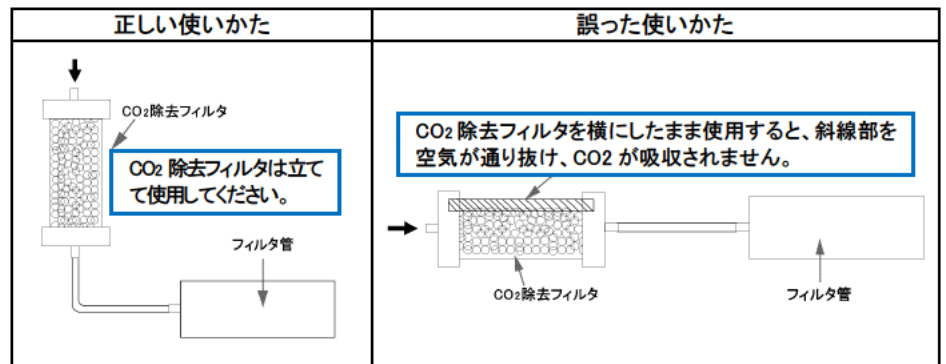 正しい使いかた
誤った使いかた
CO2除去フィルタ
CO2 除去フィルタは立て
て使用してください。
フィルタ管
CO2 除去フィルタを横にしたまま使用すると、斜線部を
空気が通り抜け、CO2 が吸収されません。
CO2除去フィルタ
フィルタ管